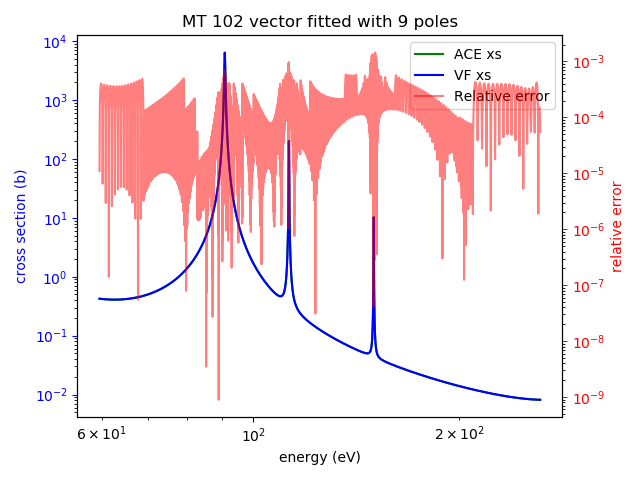 MT 102 vector fitted with 9 poles
ACE xs
VF xs
Relative error
cross section (b)
10^4
10^3
10^2
10^1
10^0
10^-1
10^-2
relative error
10^-3
10^-4
10^-5
10^-6
10^-7
10^-8
10^-9
6 × 10^1
10^2
2 × 10^2
energy (eV)